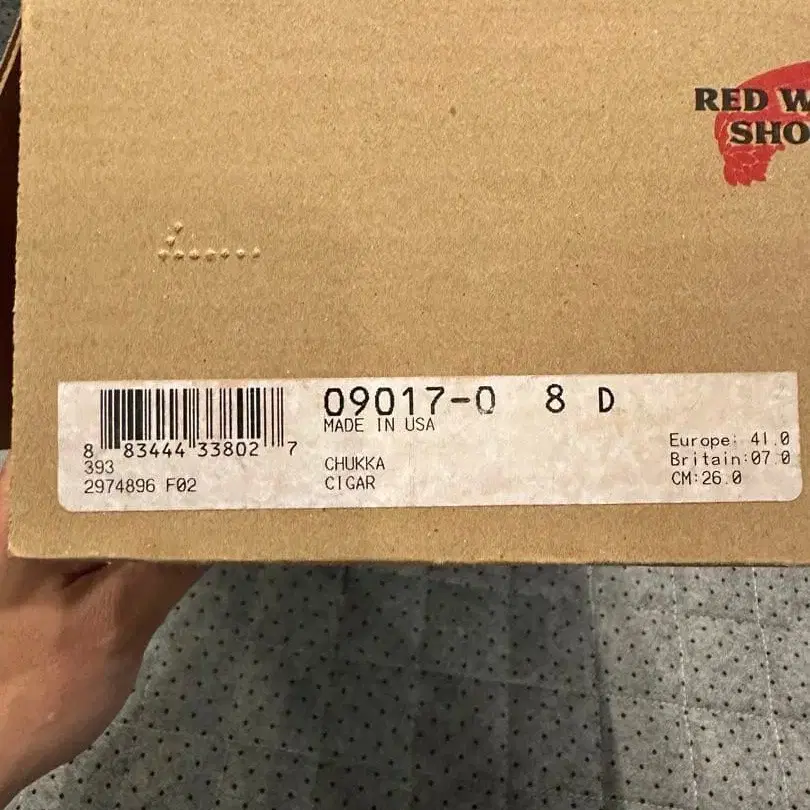 RED W
SHO
09017-0 8 D
MADE IN USA
8 83444 33802 7
393
2974896 F02
CHUKKA
CIGAR
Europe: 41.0
Britain:07.0
CM:26.0